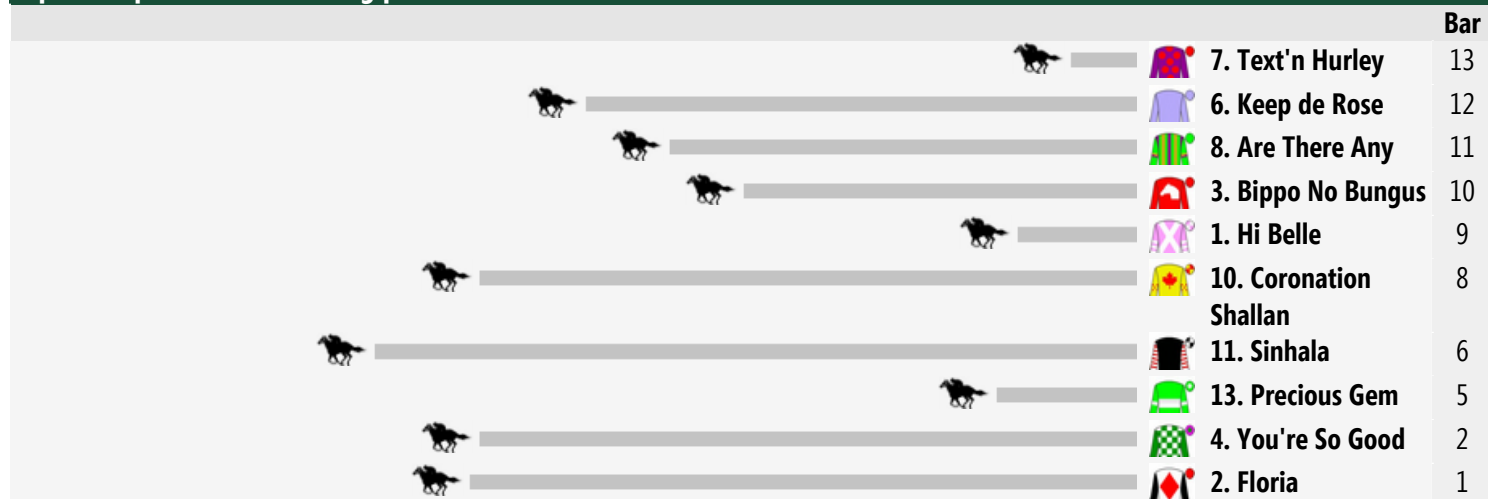 Bar
7. Text'n Hurley 13
6. Keep de Rose 12
8. Are There Any 11
3. Bippo No Bungus 10
1. Hi Belle 9
10. Coronation 8
Shallan
11. Sinhala 6
13. Precious Gem 5
4. You're So Good 2
2. Floria 1